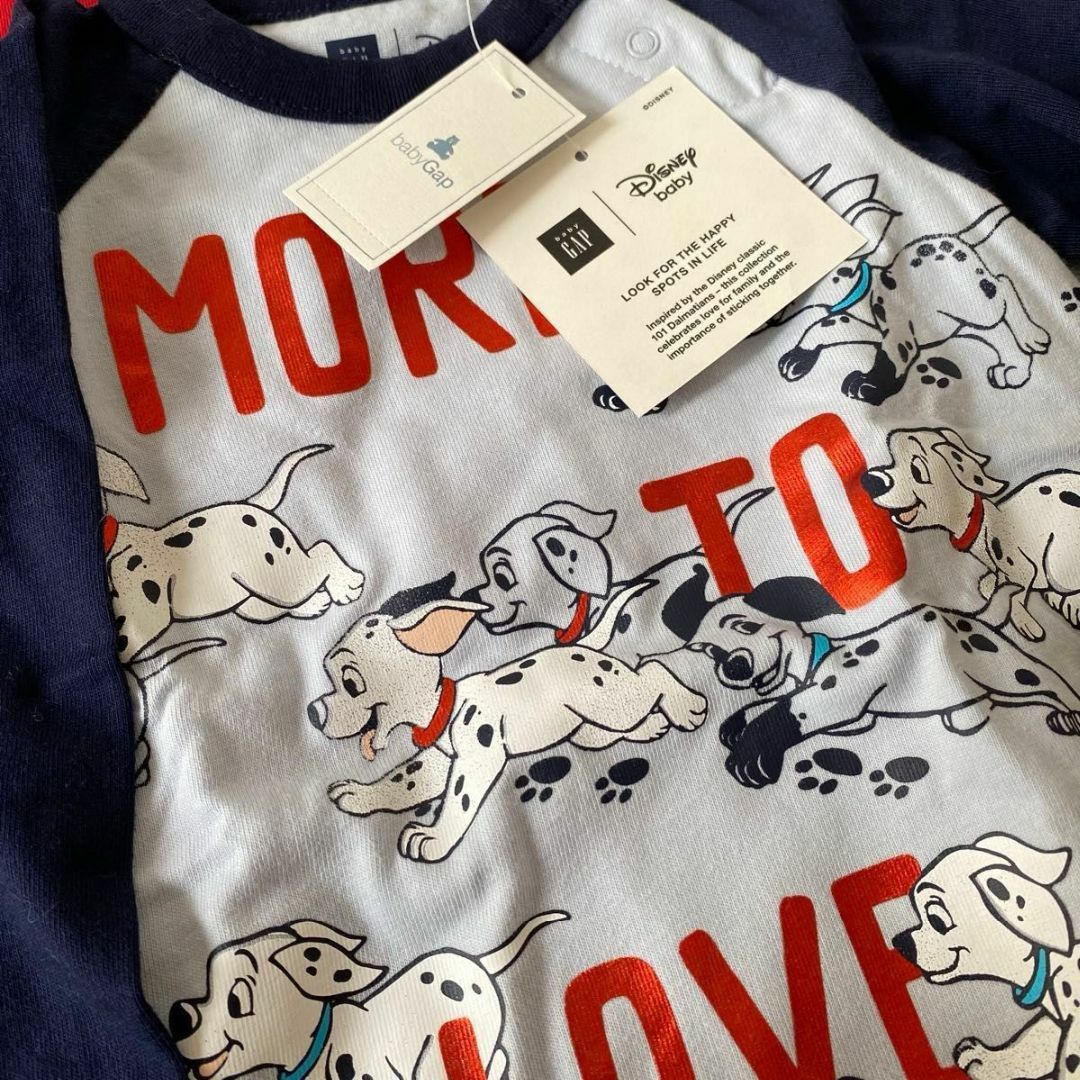 baby
babyGap
©DISNEY
baby
GAP
Disney
baby
LOOK FOR THE HAPPY
SPOTS IN LIFE
Inspired by the Disney classic
101 Dalmatians – this collection
celebrates love for family and the
importance of sticking together.
MOR
TO
LOVE